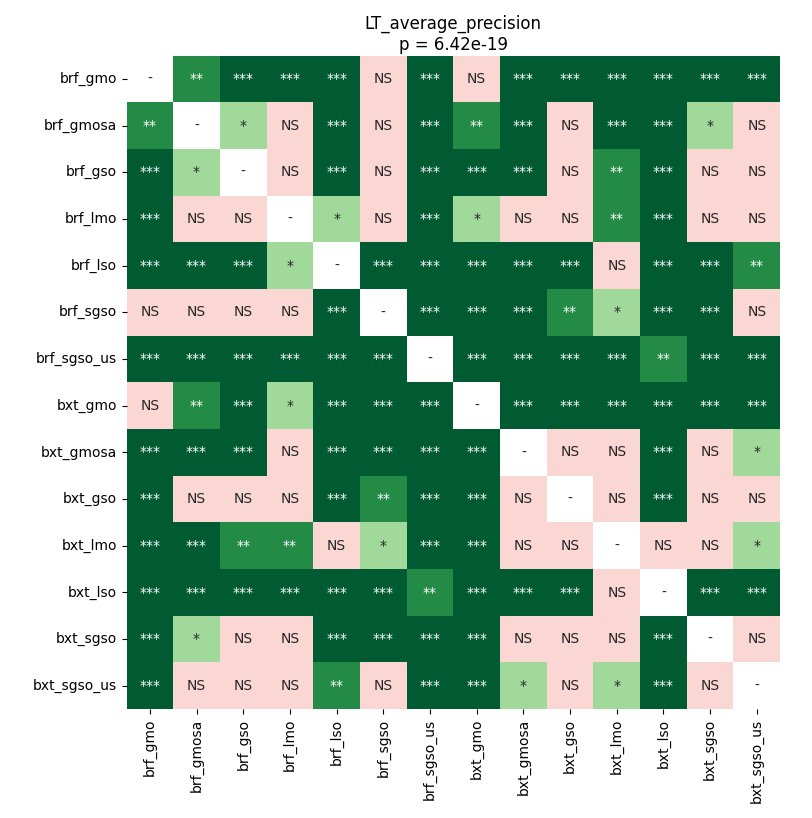 LT_average_precision
p = 6.42e-19
brf_gmo - ** *** *** *** NS *** NS *** *** *** *** *** ***
brf_gmosa ** - * NS *** NS *** ** *** NS *** *** * NS
brf_gso *** * - NS *** NS *** *** *** NS ** *** NS NS
brf_lmo *** NS NS - * NS *** * NS NS ** *** NS NS
brf_lso *** *** *** * - *** *** *** *** *** NS *** *** **
brf_sgso NS NS NS NS *** - *** *** *** ** * *** *** NS
brf_sgso_us *** *** *** *** *** *** - *** *** *** *** ** *** ***
bxt_gmo NS ** *** * *** *** *** - *** *** *** *** *** ***
bxt_gmosa *** *** *** NS *** *** *** *** - NS NS *** NS *
bxt_gso *** NS NS NS *** ** *** *** NS - NS *** NS NS
bxt_lmo *** *** ** ** NS * *** *** NS NS - NS NS *
bxt_lso *** *** *** *** *** *** ** *** *** *** NS - *** ***
bxt_sgso *** * NS NS *** *** *** *** NS NS NS *** - NS
bxt_sgso_us *** NS NS NS ** NS *** *** * NS * *** NS -
brf_gmo brf_gmosa brf_gso brf_lmo brf_lso brf_sgso brf_sgso_us bxt_gmo bxt_gmosa bxt_gso bxt_lmo bxt_lso bxt_sgso bxt_sgso_us